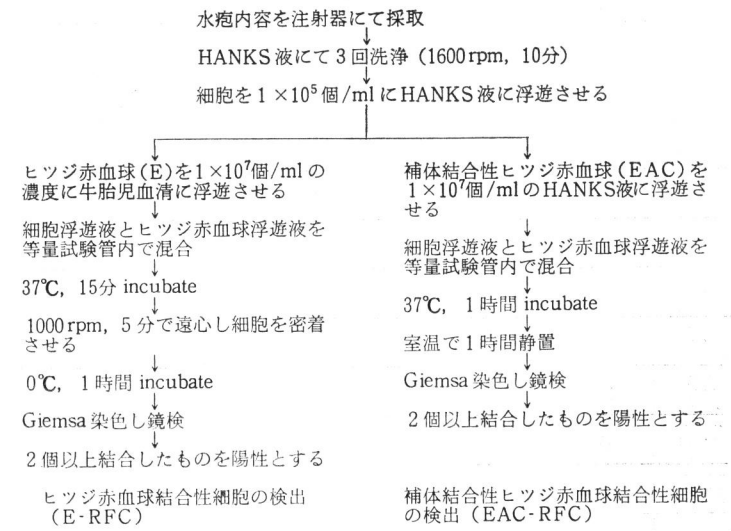 水疱内容を注射器にて採取
HANKS液にて3回洗浄（1600rpm，10分）
細胞を1×10⁵個/mlにHANKS液に浮遊させる
ヒツジ赤血球（E）を1×10⁷個/mlの
濃度に牛胎児血清に浮遊させる
細胞浮遊液とヒツジ赤血球浮遊液を
等量試験管内で混合
37℃，15分 incubate
1000rpm，5分で遠心し細胞を密着
させる
0℃，1時間 incubate
Giemsa染色し鏡検
2個以上結合したものを陽性とする
ヒツジ赤血球結合性細胞の検出
（E-RFC）
補体結合性ヒツジ赤血球（EAC）を
1×10⁷個/mlのHANKS液に浮遊さ
せる
細胞浮遊液とヒツジ赤血球浮遊液を
等量試験管内で混合
37℃，1時間 incubate
室温で1時間静置
Giemsa染色し鏡検
2個以上結合したものを陽性とする
補体結合性ヒツジ赤血球結合性細胞
の検出（EAC-RFC）